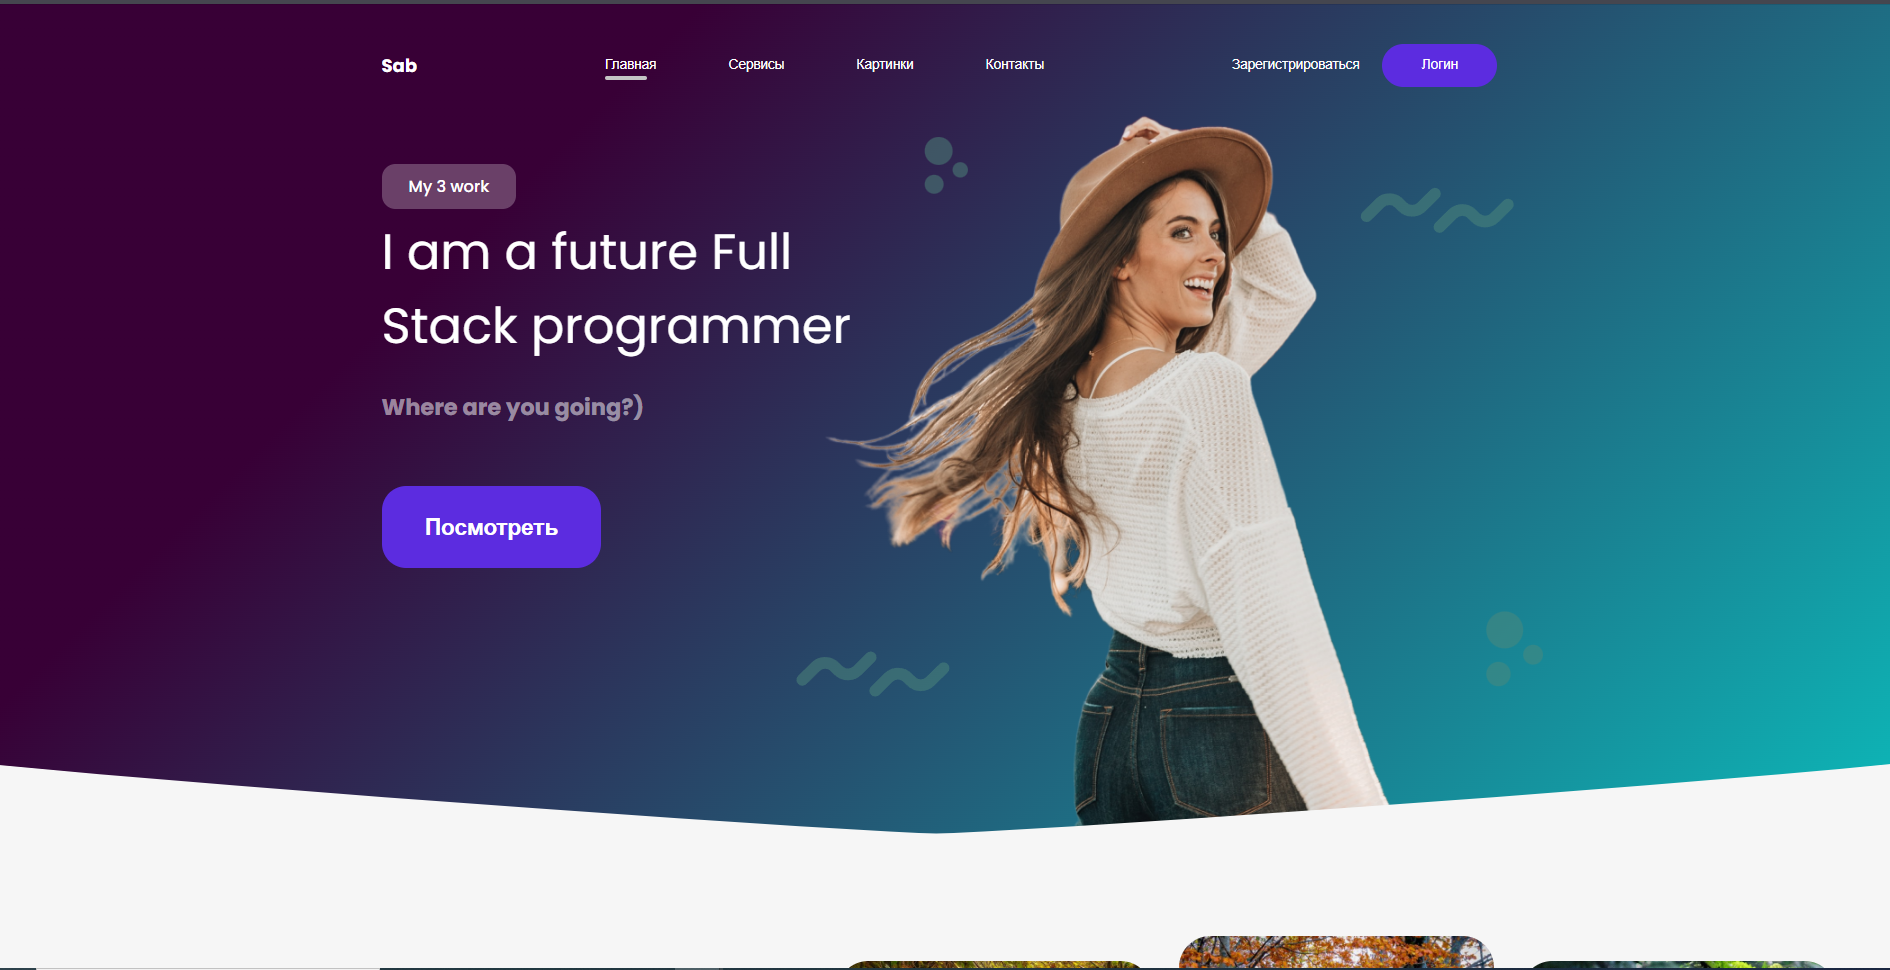 Sab
Главная
Сервисы
Картинки
Контакты
Зарегистрироваться
Логин
My 3 work
I am a future Full
Stack programmer
Where are you going?)
Посмотреть